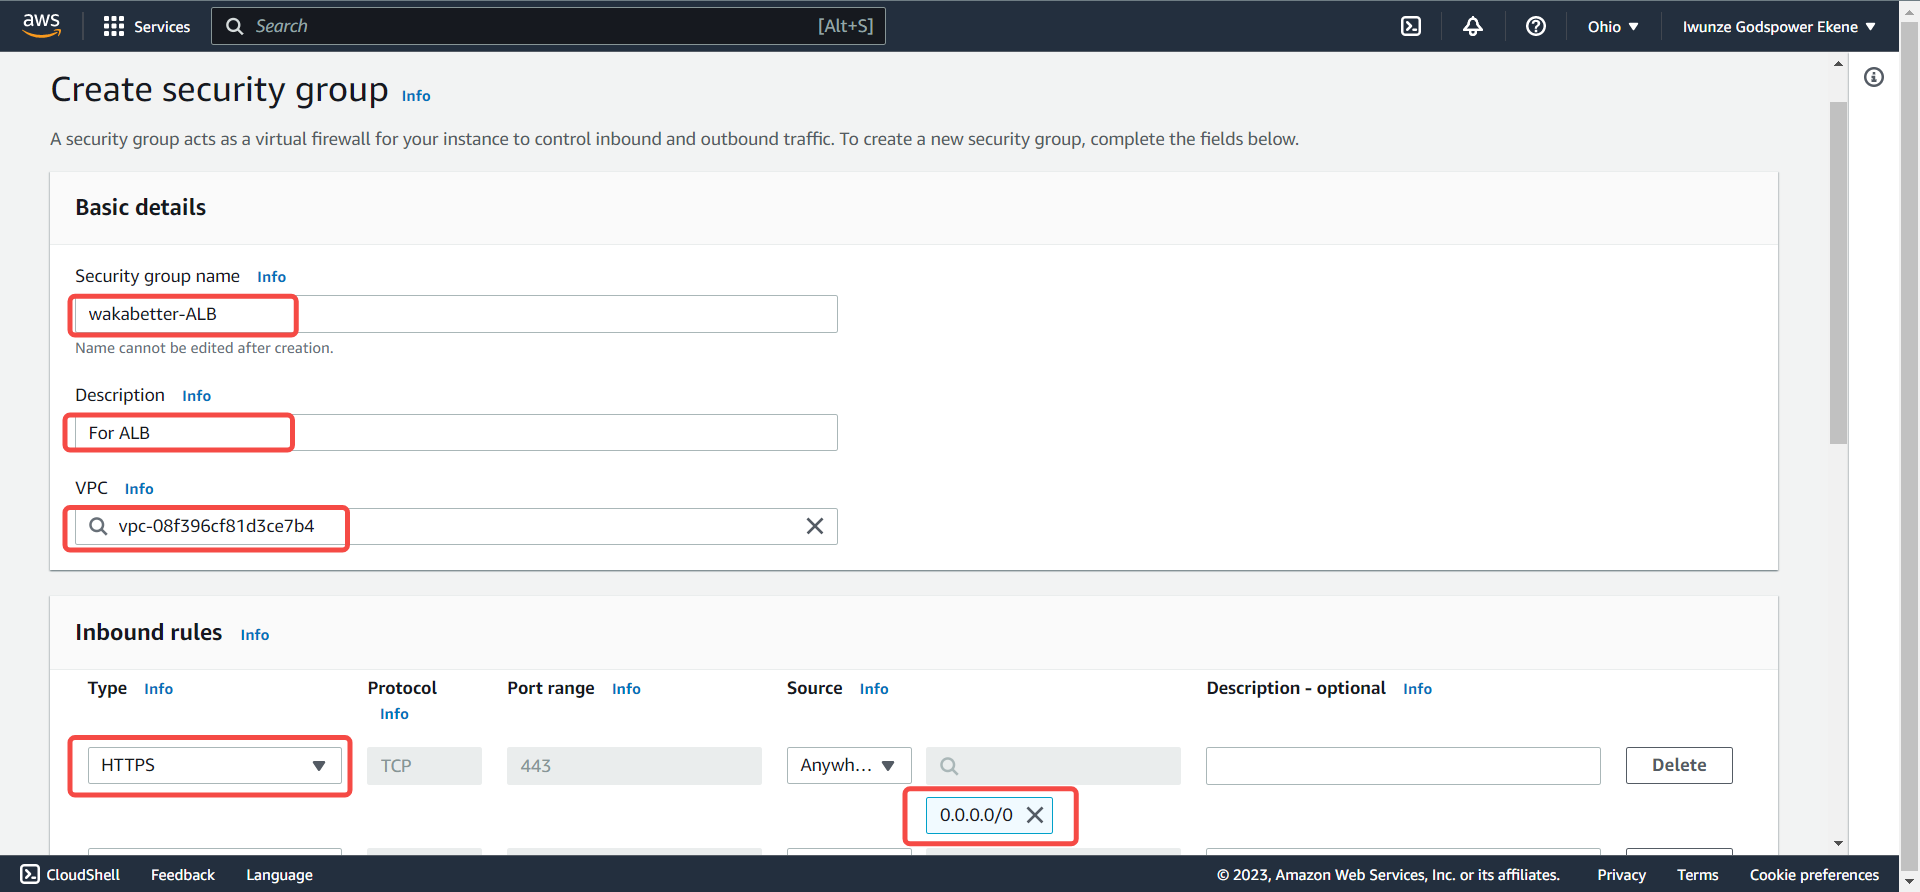 aws Services Search [Alt+S] Ohio Iwunze Godspower Ekene
Create security group Info
A security group acts as a virtual firewall for your instance to control inbound and outbound traffic. To create a new security group, complete the fields below.
Basic details
Security group name Info
wakabetter-ALB
Name cannot be edited after creation.
Description Info
For ALB
VPC Info
vpc-08f396cf81d3ce7b4
Inbound rules Info
Type Info Protocol Port range Info Source Info Description - optional Info
Info
HTTPS TCP 443 Anywh... Delete
0.0.0.0/0
CloudShell Feedback Language © 2023, Amazon Web Services, Inc. or its affiliates. Privacy Terms Cookie preferences